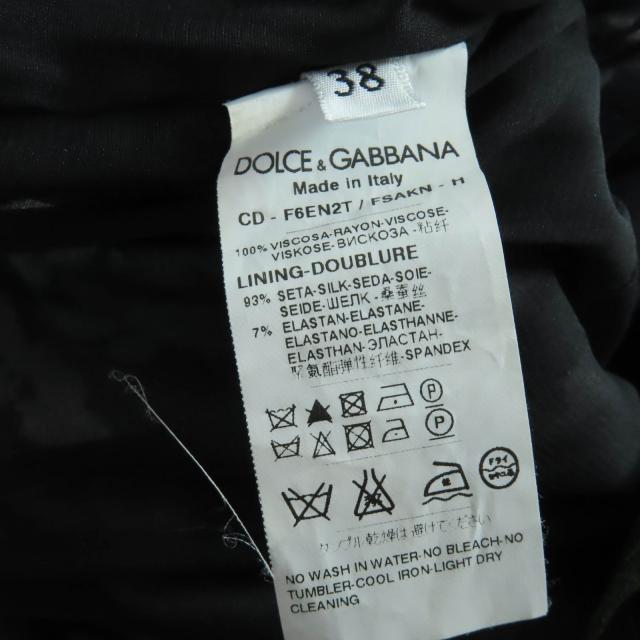 38
DOLCE & GABBANA
Made in Italy
CD - F6EN2T / FSAKN - H
100% VISCOSA-RAYON-VISCOSE-
VISKOSE-ВИСКОЗА-粘纤
LINING-DOUBLURE
93% SETA-SILK-SEDA-SOIE-
SEIDE-ШЕЛК-桑蚕丝
7% ELASTAN-ELASTANE-
ELASTANO-ELASTHANNE-
ELASTHAN-ЭЛАСТАН-
聚氨酯弹性纤维-SPANDEX
P
P
ドライ
タンブル乾燥は避けてください
NO WASH IN WATER-NO BLEACH-NO
TUMBLER-COOL IRON-LIGHT DRY
CLEANING